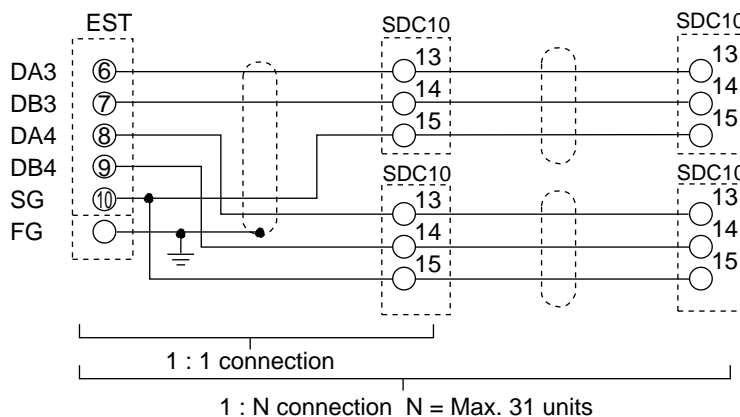 EST
SDC10
SDC10
DA3 6 13 13
DB3 7 14 14
DA4 8 15 15
DB4 9
SG 10
FG
SDC10
SDC10
13 13
14 14
15 15
1 : 1 connection
1 : N connection N = Max. 31 units